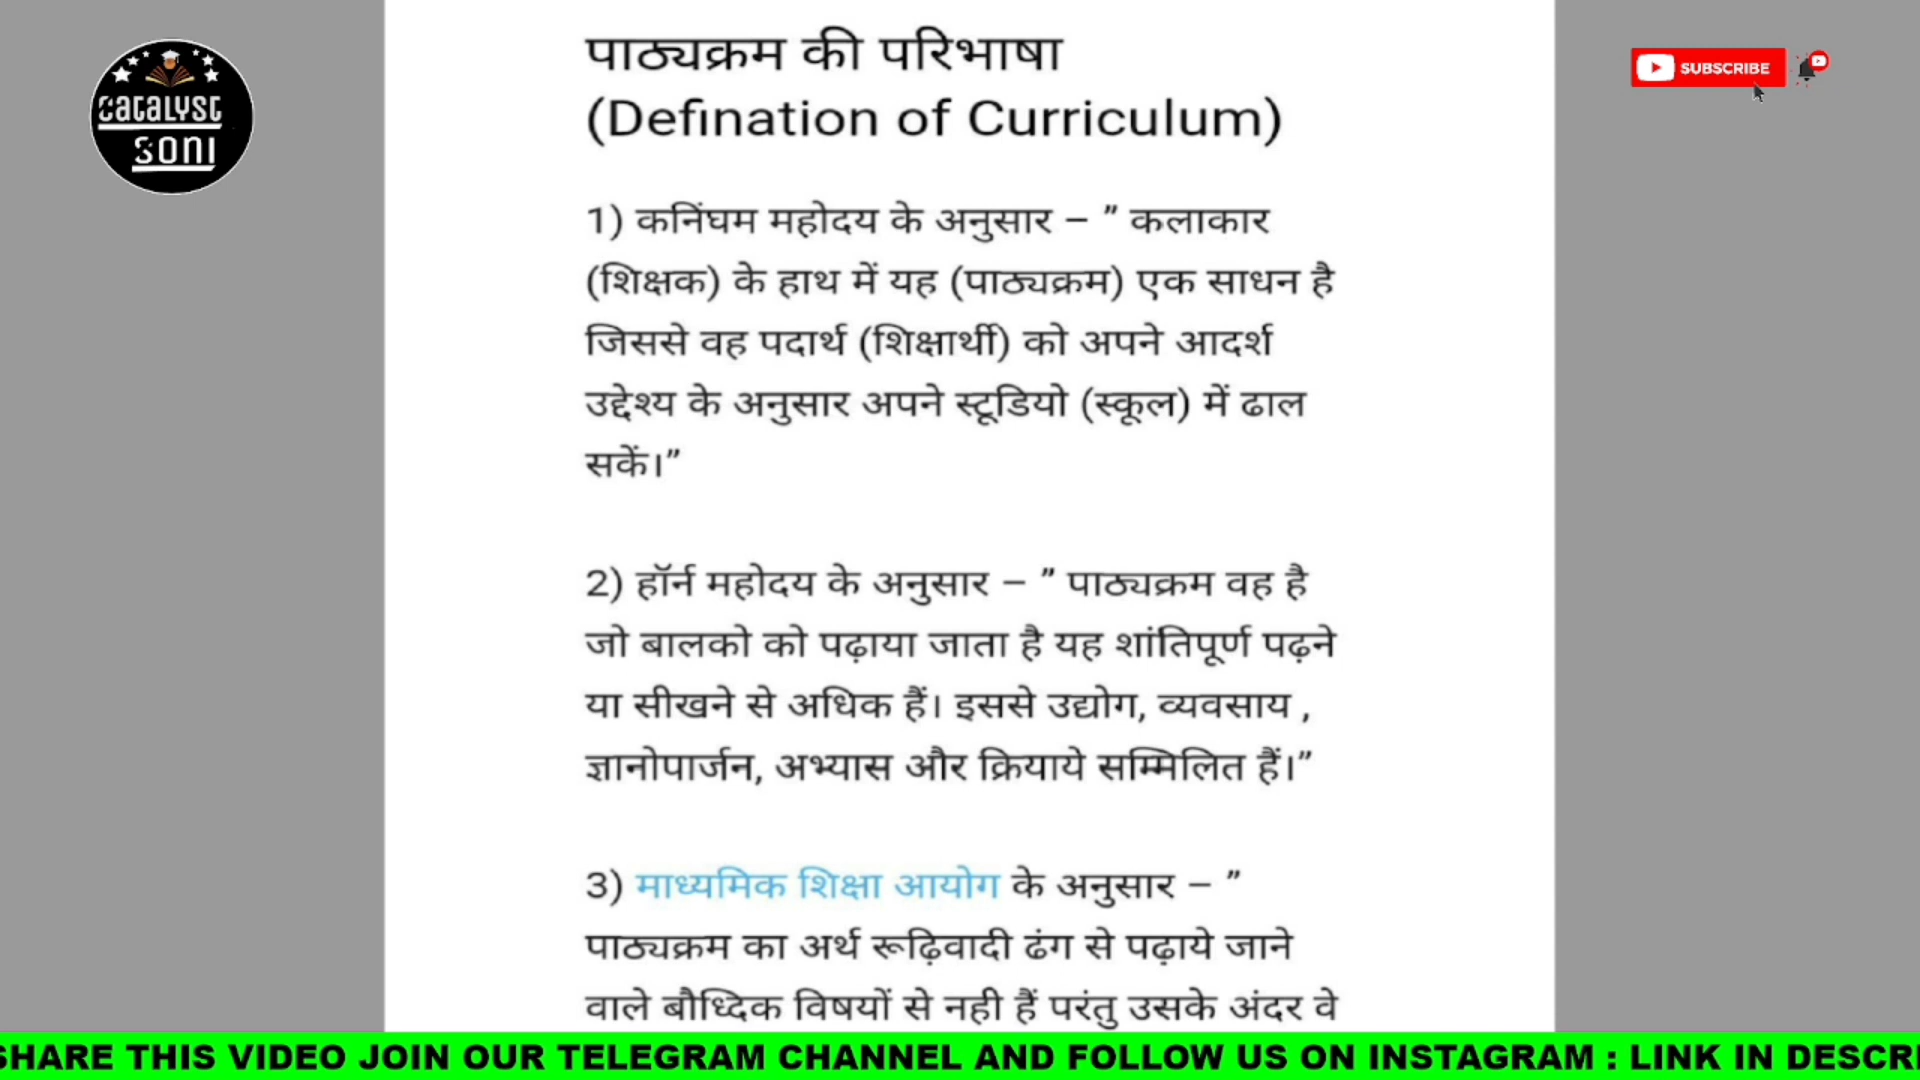 catalyst
soni
SUBSCRIBE
पाठ्यक्रम की परिभाषा
(Defination of Curriculum)
1) कनिंघम महोदय के अनुसार – ” कलाकार
(शिक्षक) के हाथ में यह (पाठ्यक्रम) एक साधन है
जिससे वह पदार्थ (शिक्षार्थी) को अपने आदर्श
उद्देश्य के अनुसार अपने स्टूडियो (स्कूल) में ढाल
सकें।”
2) हॉर्न महोदय के अनुसार – ” पाठ्यक्रम वह है
जो बालको को पढ़ाया जाता है यह शांतिपूर्ण पढ़ने
या सीखने से अधिक हैं। इससे उद्योग, व्यवसाय ,
ज्ञानोपार्जन, अभ्यास और क्रियाये सम्मिलित हैं।”
3) माध्यमिक शिक्षा आयोग के अनुसार – ”
पाठ्यक्रम का अर्थ रूढ़िवादी ढंग से पढ़ाये जाने
वाले बौध्दिक विषयों से नही हैं परंतु उसके अंदर वे
SHARE THIS VIDEO JOIN OUR TELEGRAM CHANNEL AND FOLLOW US ON INSTAGRAM : LINK IN DESCRI